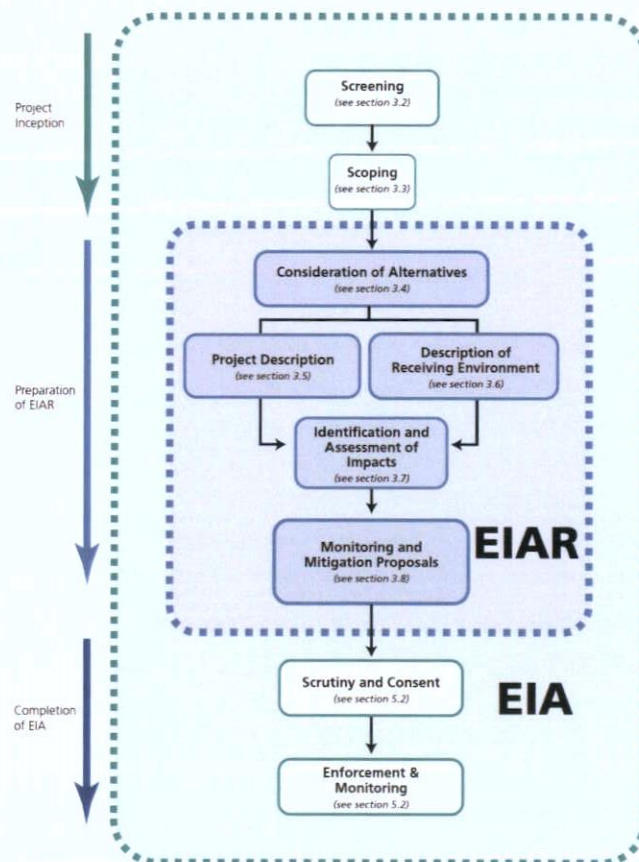 Project
Inception
Screening
(see section 3.2)
Scoping
(see section 3.3)
Consideration of Alternatives
(see section 3.4)
Preparation
of EIAR
Project Description
(see section 3.5)
Description of
Receiving Environment
(see section 3.6)
Identification and
Assessment of
Impacts
(see section 3.7)
Monitoring and
Mitigation Proposals
(see section 3.8)
EIAR
Completion
of EIA
Scrutiny and Consent
(see section 5.2)
EIA
Enforcement &
Monitoring
(see section 5.2)